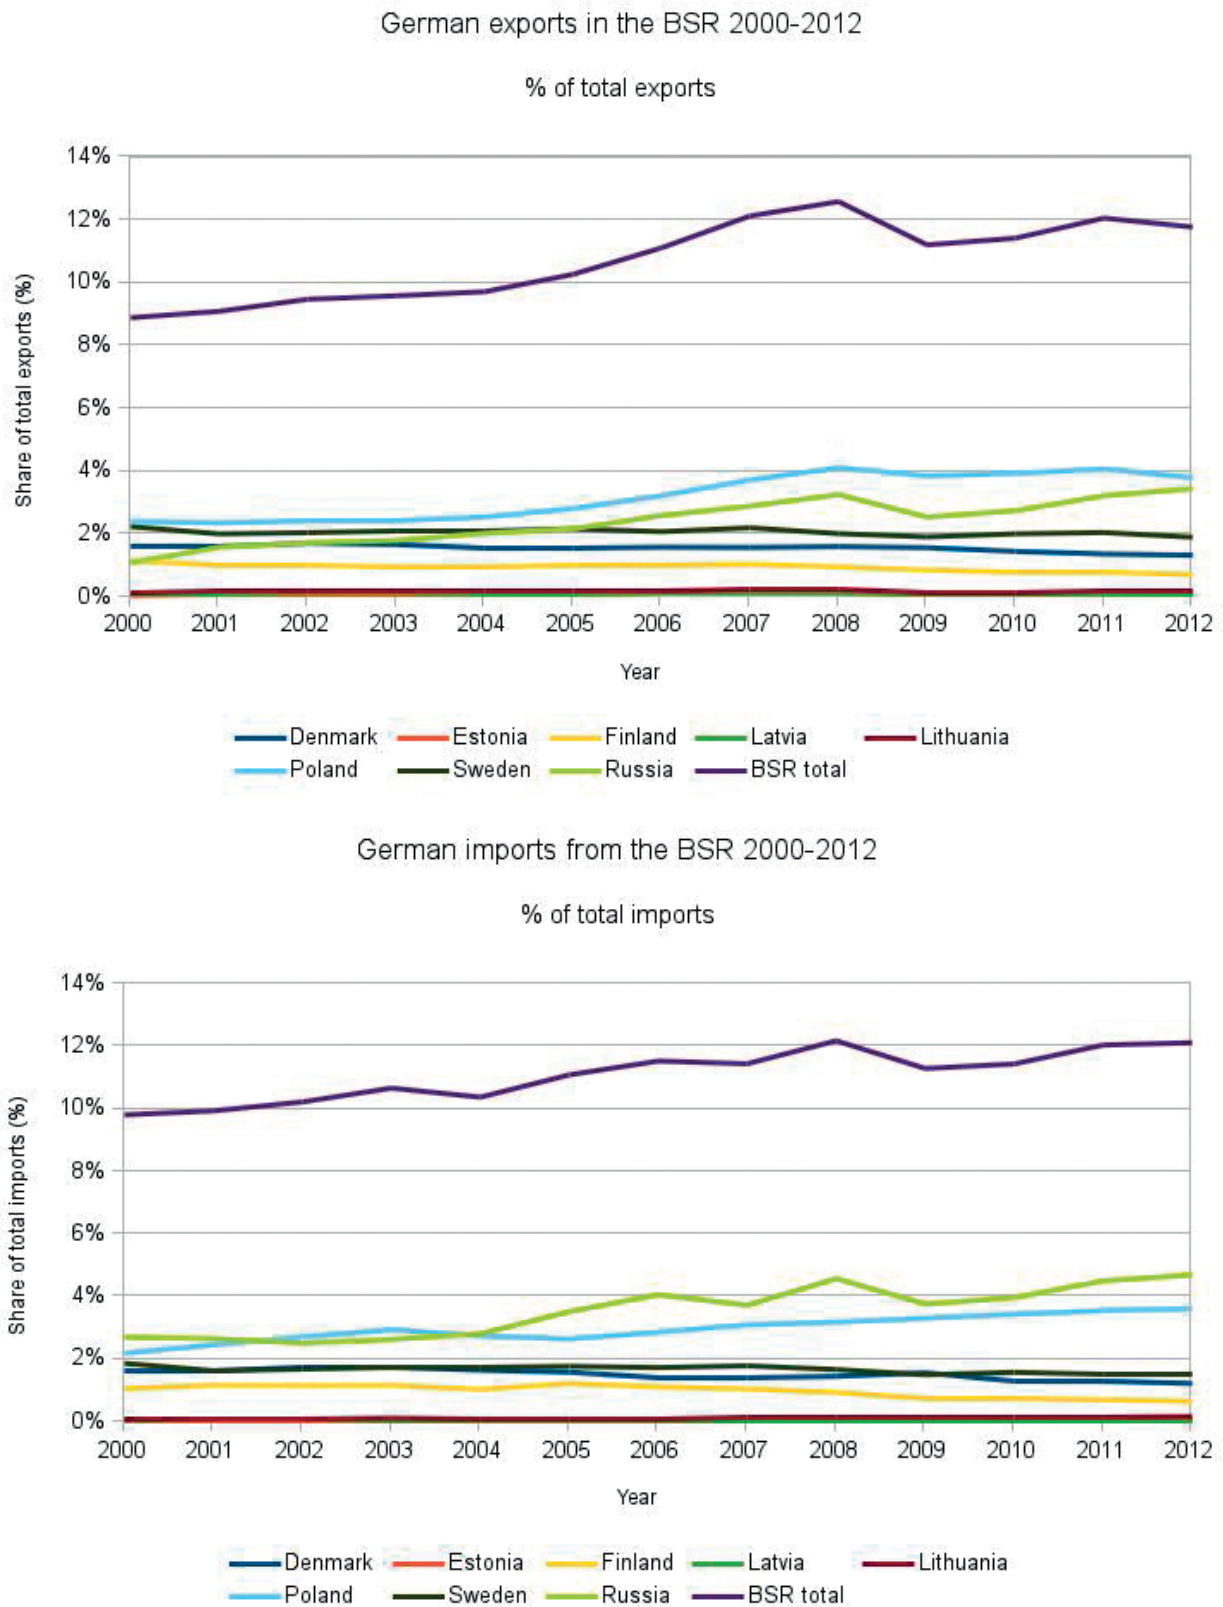 German exports in the BSR 2000-2012
% of total exports
14%
12%
10%
8%
6%
4%
2%
0%
Share of total exports (%)
2000 2001 2002 2003 2004 2005 2006 2007 2008 2009 2010 2011 2012
Year
Denmark Estonia Finland Latvia Lithuania
Poland Sweden Russia BSR total
German imports from the BSR 2000-2012
% of total imports
14%
12%
10%
8%
6%
4%
2%
0%
Share of total imports (%)
2000 2001 2002 2003 2004 2005 2006 2007 2008 2009 2010 2011 2012
Year
Denmark Estonia Finland Latvia Lithuania
Poland Sweden Russia BSR total